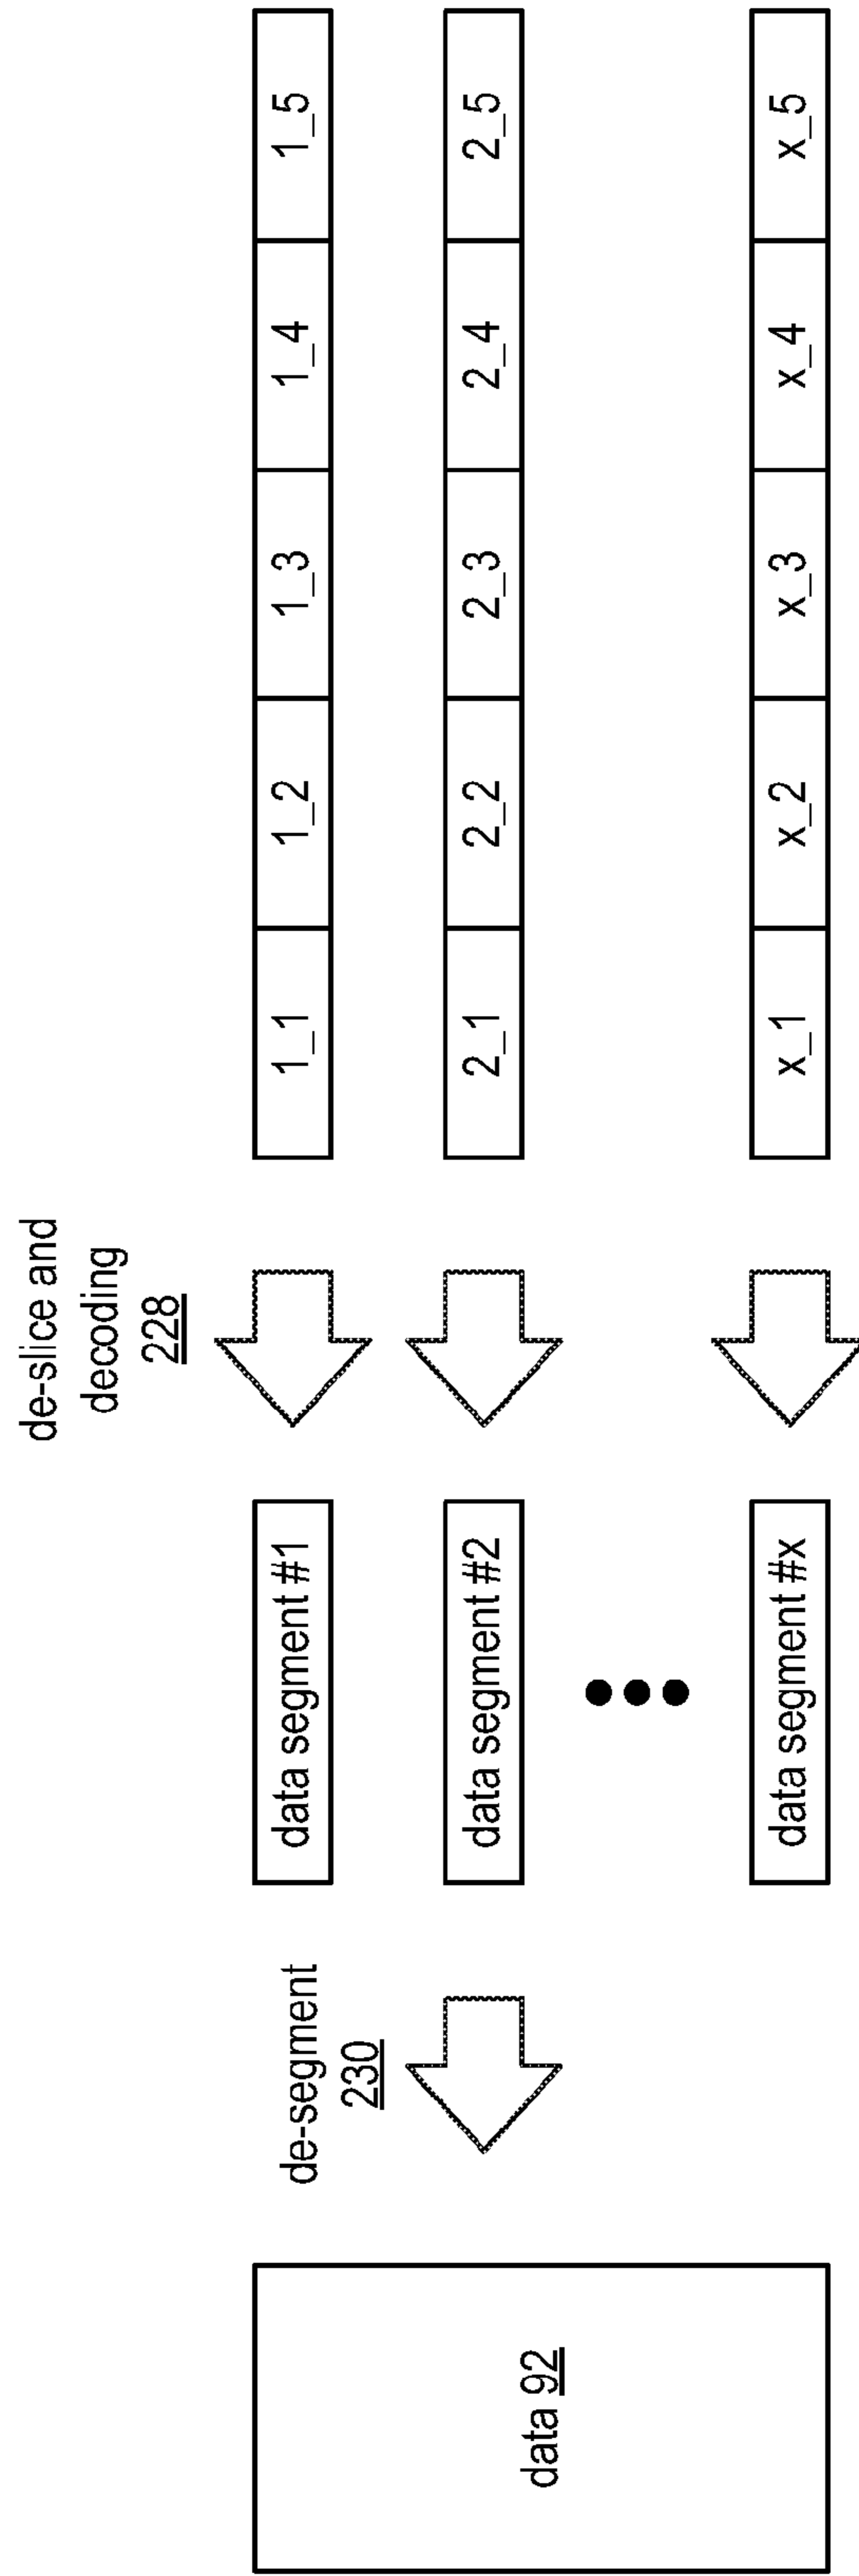 de-slice and
decoding
228
de-segment
230
data 92
data segment #1
1_1 1_2 1_3 1_4 1_5
data segment #2
2_1 2_2 2_3 2_4 2_5
data segment #x
x_1 x_2 x_3 x_4 x_5